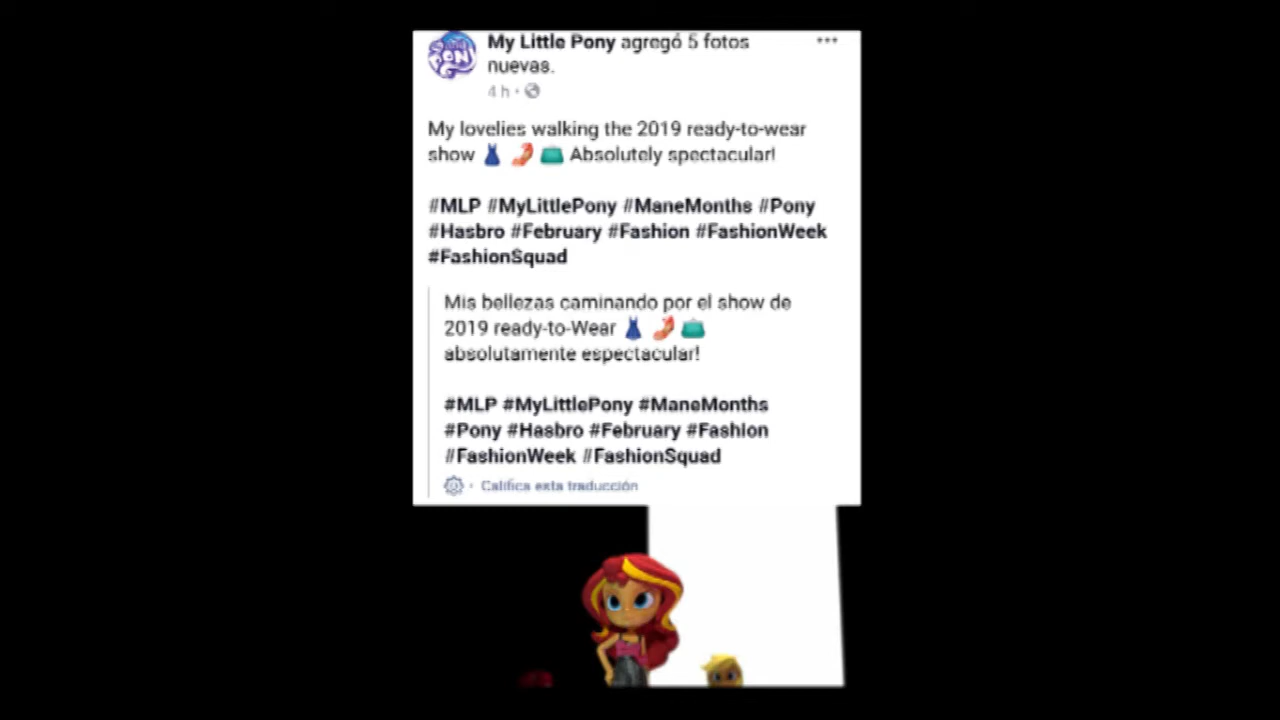 My Little Pony agregó 5 fotos
nuevas.
4 h
My lovelies walking the 2019 ready-to-wear
show 👗 👡 👝 Absolutely spectacular!
#MLP #MyLittlePony #ManeMonths #Pony
#Hasbro #February #Fashion #FashionWeek
#FashionSquad
Mis bellezas caminando por el show de
2019 ready-to-Wear 👗 👡 👝
absolutamente espectacular!
#MLP #MyLittlePony #ManeMonths
#Pony #Hasbro #February #Fashion
#FashionWeek #FashionSquad
Califica esta traducción